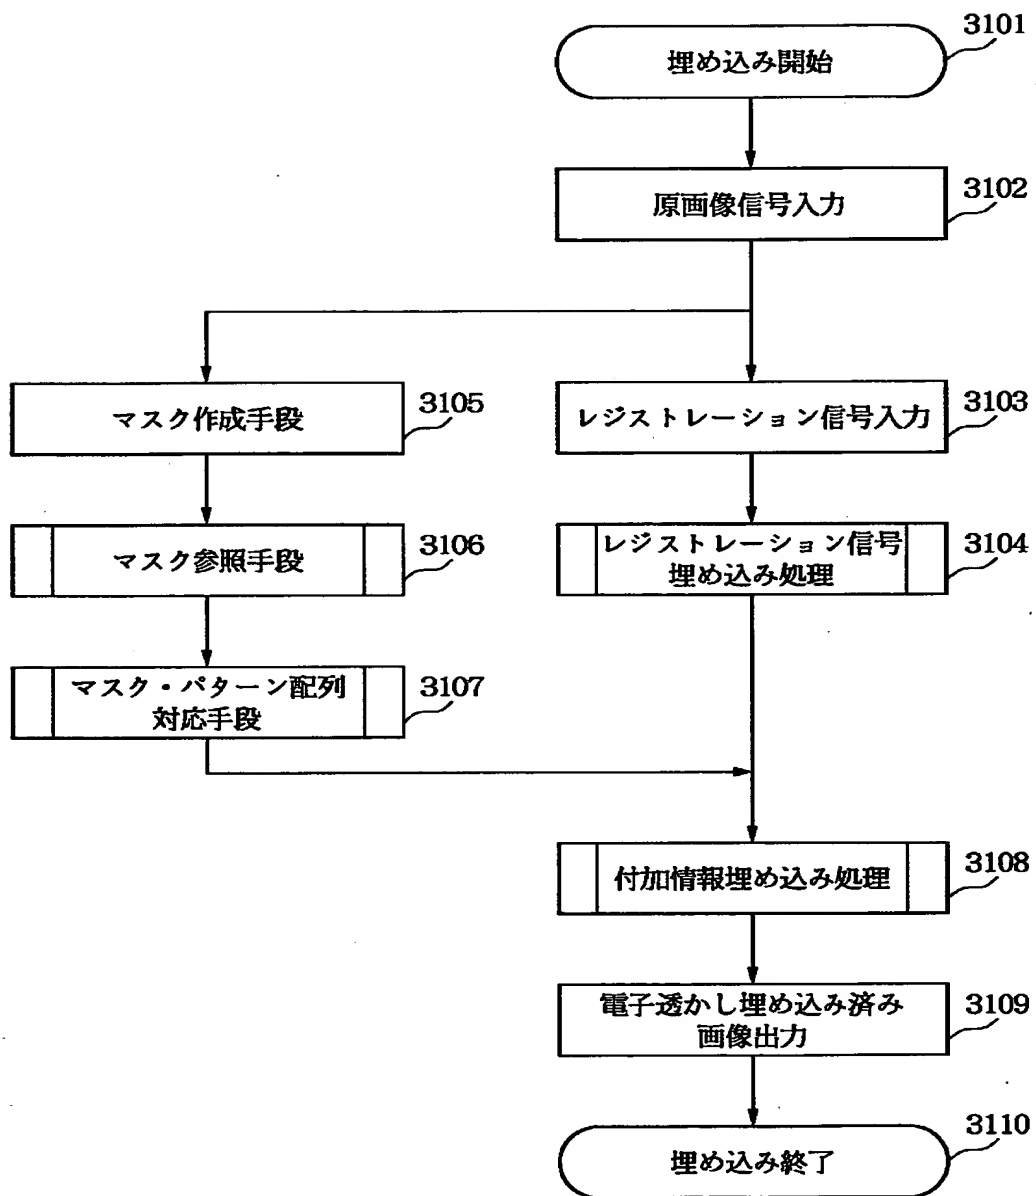 3101
埋め込み開始
3102
原画像信号入力
3105
マスク作成手段
3103
レジストレーション信号入力
3106
マスク参照手段
3104
レジストレーション信号
埋め込み処理
3107
マスク・パターン配列
対応手段
3108
付加情報埋め込み処理
3109
電子透かし埋め込み済み
画像出力
3110
埋め込み終了